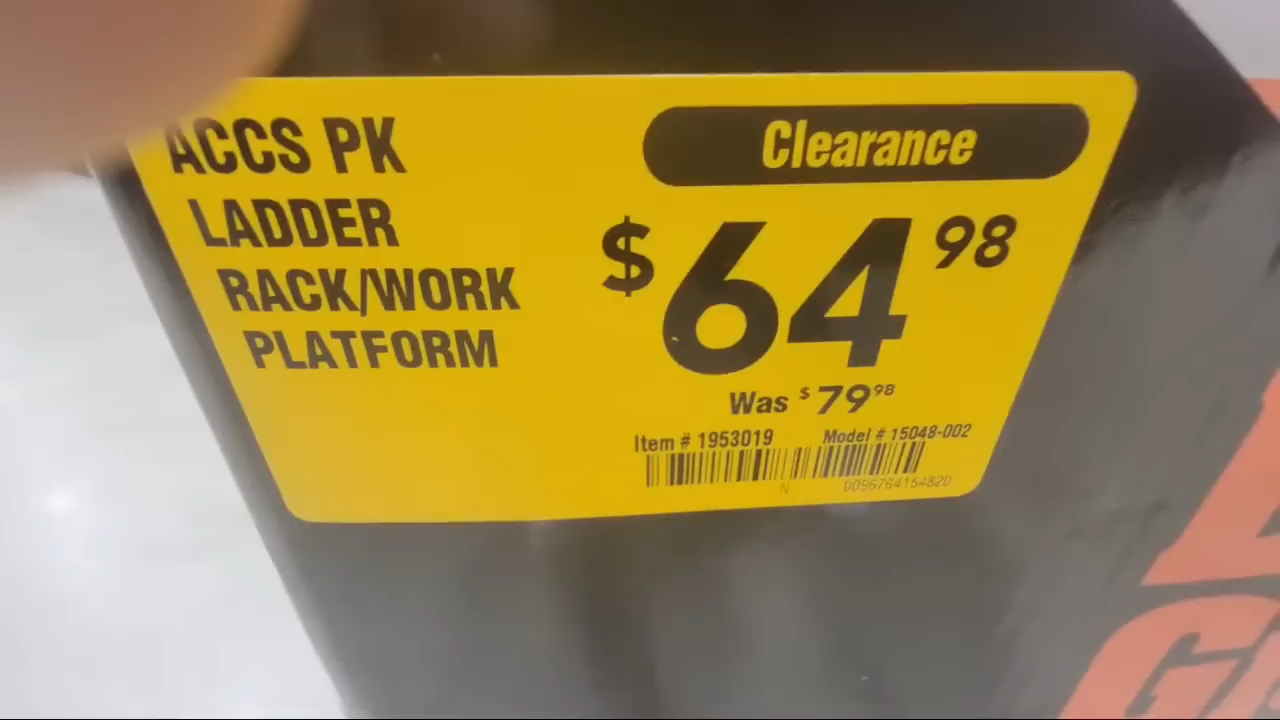 ACCS PK
LADDER
RACK/WORK
PLATFORM
Clearance
$64 98
Was $79 98
Item # 1953019 Model # 15048-002
N 0096764154820